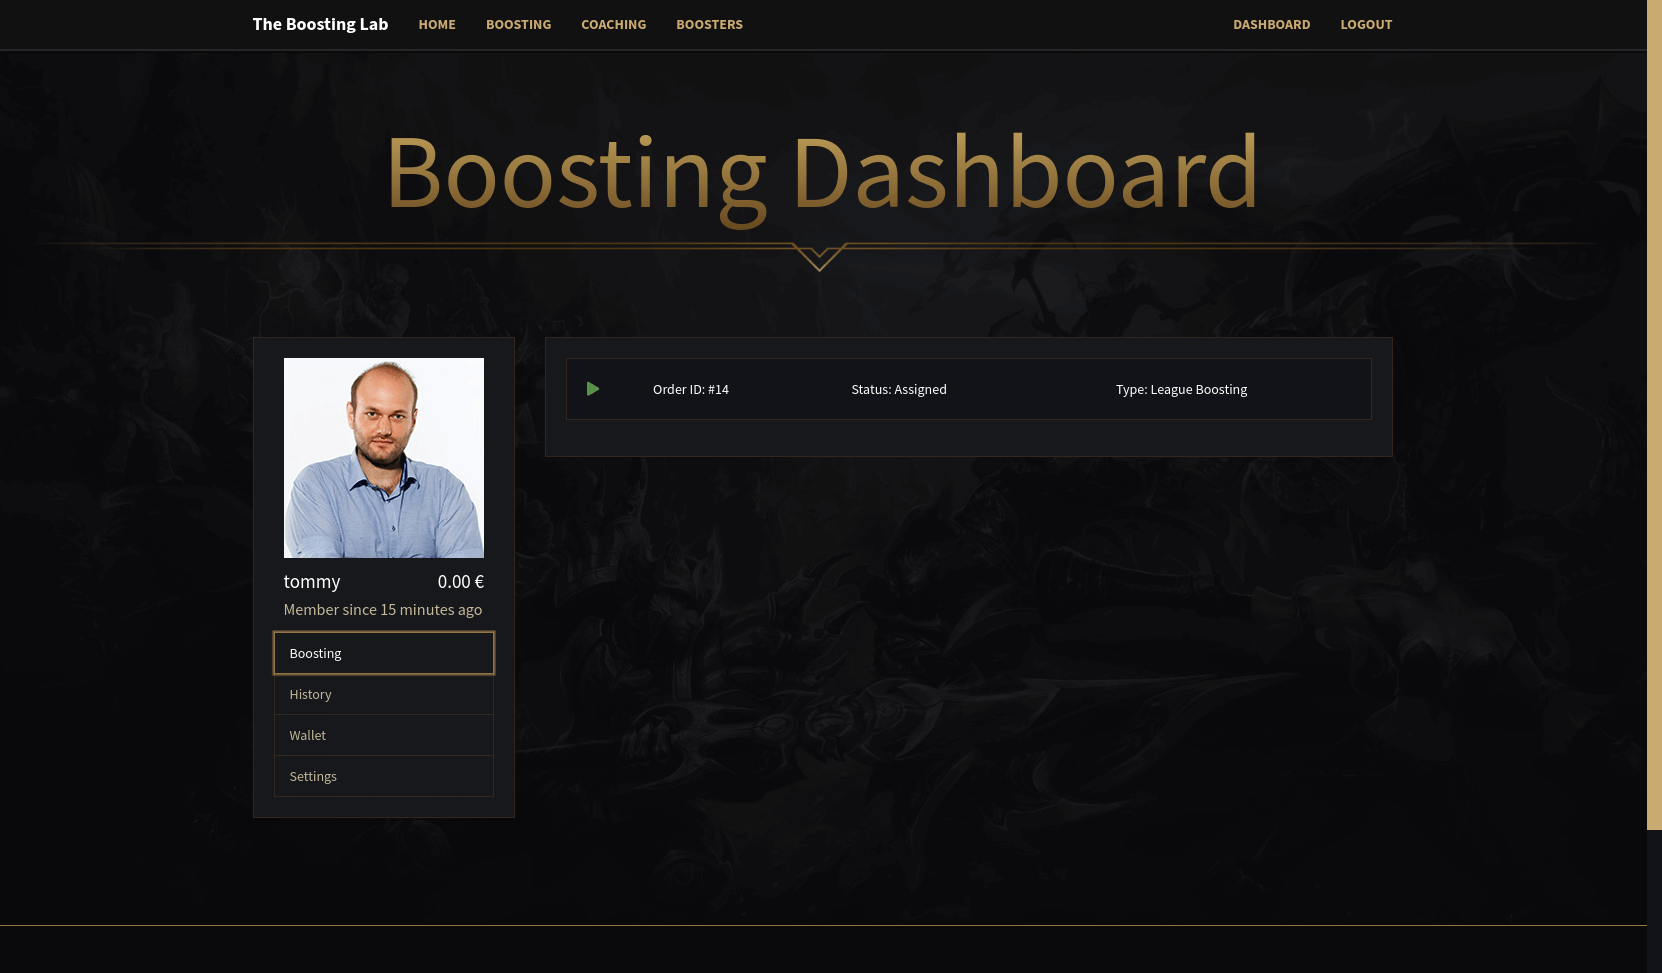 The Boosting Lab HOME BOOSTING COACHING BOOSTERS DASHBOARD LOGOUT
Boosting Dashboard
Order ID: #14 Status: Assigned Type: League Boosting
tommy 0.00 €
Member since 15 minutes ago
Boosting
History
Wallet
Settings